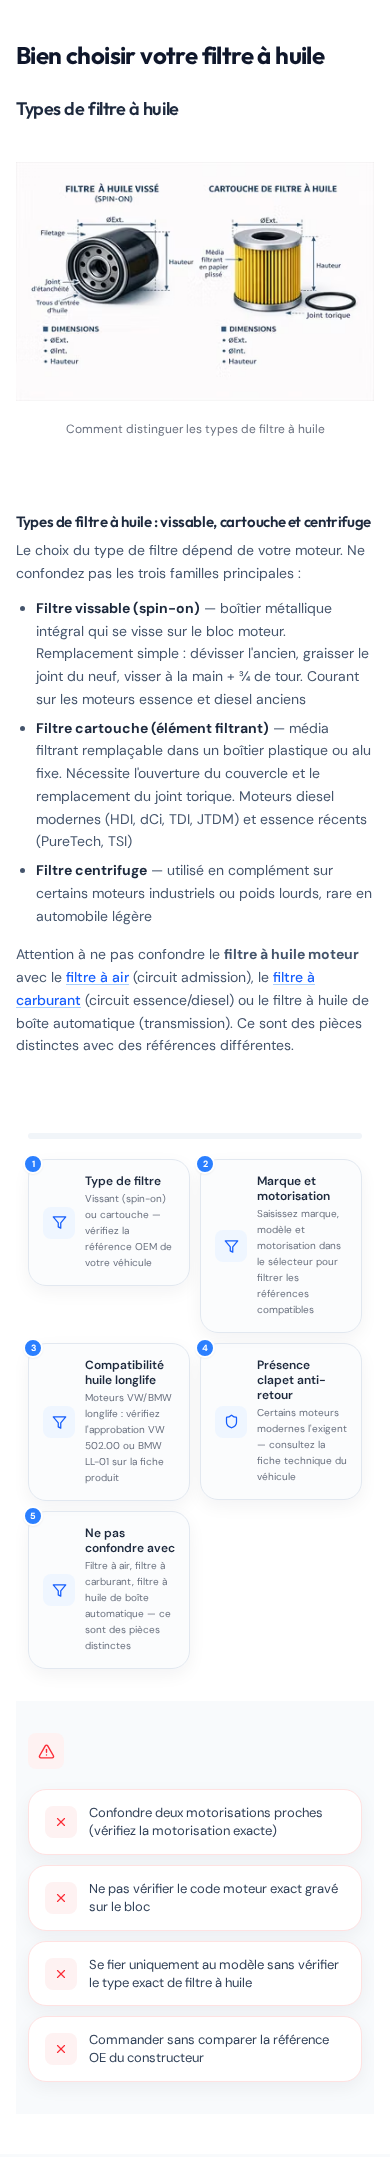 Bien choisir votre filtre à huile
Types de filtre à huile
FILTRE À HUILE VISSÉ
(SPIN-ON)
øExt.
Filetage
Hauteur
Joint
d'étanchéité
Trous d'entrée
d'huile
■ DIMENSIONS
• øExt.
• øInt.
• Hauteur
CARTOUCHE DE FILTRE À HUILE
øExt.
Média
filtrant
en papier
plissé
Hauteur
Joint torique
■ DIMENSIONS
• øExt.
• øInt.
• Hauteur
Comment distinguer les types de filtre à huile
Types de filtre à huile : vissable, cartouche et centrifuge
Le choix du type de filtre dépend de votre moteur. Ne
confondez pas les trois familles principales :
• Filtre vissable (spin-on) — boîtier métallique
intégral qui se visse sur le bloc moteur.
Remplacement simple : dévisser l'ancien, graisser le
joint du neuf, visser à la main + ¾ de tour. Courant
sur les moteurs essence et diesel anciens
• Filtre cartouche (élément filtrant) — média
filtrant remplaçable dans un boîtier plastique ou alu
fixe. Nécessite l'ouverture du couvercle et le
remplacement du joint torique. Moteurs diesel
modernes (HDI, dCi, TDI, JTDM) et essence récents
(PureTech, TSI)
• Filtre centrifuge — utilisé en complément sur
certains moteurs industriels ou poids lourds, rare en
automobile légère
Attention à ne pas confondre le filtre à huile moteur
avec le filtre à air (circuit admission), le filtre à
carburant (circuit essence/diesel) ou le filtre à huile de
boîte automatique (transmission). Ce sont des pièces
distinctes avec des références différentes.
1
Type de filtre
Vissant (spin-on)
ou cartouche —
vérifiez la
référence OEM de
votre véhicule
2
Marque et
motorisation
Saisissez marque,
modèle et
motorisation dans
le sélecteur pour
filtrer les
références
compatibles
3
Compatibilité
huile longlife
Moteurs VW/BMW
longlife : vérifiez
l'approbation VW
502.00 ou BMW
LL-01 sur la fiche
produit
4
Présence
clapet anti-
retour
Certains moteurs
modernes l'exigent
— consultez la
fiche technique du
véhicule
5
Ne pas
confondre avec
Filtre à air, filtre à
carburant, filtre à
huile de boîte
automatique — ce
sont des pièces
distinctes
Confondre deux motorisations proches
(vérifiez la motorisation exacte)
Ne pas vérifier le code moteur exact gravé
sur le bloc
Se fier uniquement au modèle sans vérifier
le type exact de filtre à huile
Commander sans comparer la référence
OE du constructeur